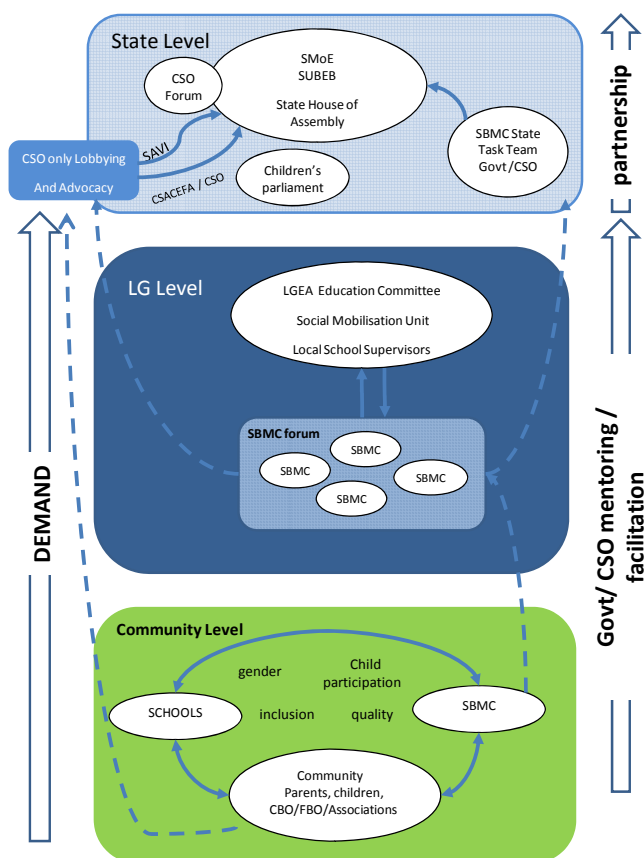 State Level
CSO
Forum
SMoE
SUBEB
State House of
Assembly
SBMC State
Task Team
Govt /CSO
Children's
parliament
CSO only Lobbying
And Advocacy
SAVI
CSACEFA / CSO
partnership
LG Level
LGEA Education Committee
Social Mobilisation Unit
Local School Supervisors
SBMC forum
SBMC
SBMC
SBMC
SBMC
DEMAND
Govt/ CSO mentoring /
facilitation
Community Level
gender
Child
participation
inclusion
quality
SCHOOLS
SBMC
Community
Parents, children,
CBO/FBO/Associations